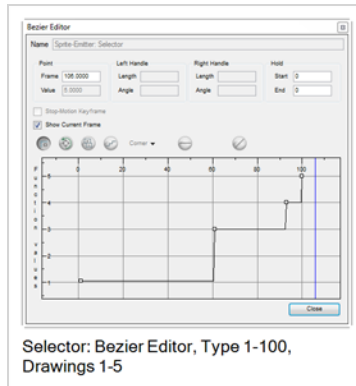 Bezier Editor
Name Sprite-Emitter: Selector
Point Left Handle Right Handle Hold
Frame 106.0000 Length Length Start 0
Value 5.0000 Angle Angle End 0
Stop-Motion Keyframe
Show Current Frame
Corner
0 20 40 60 80 100
Function values
5
4
3
2
1
Close
Selector: Bezier Editor, Type 1-100,
Drawings 1-5